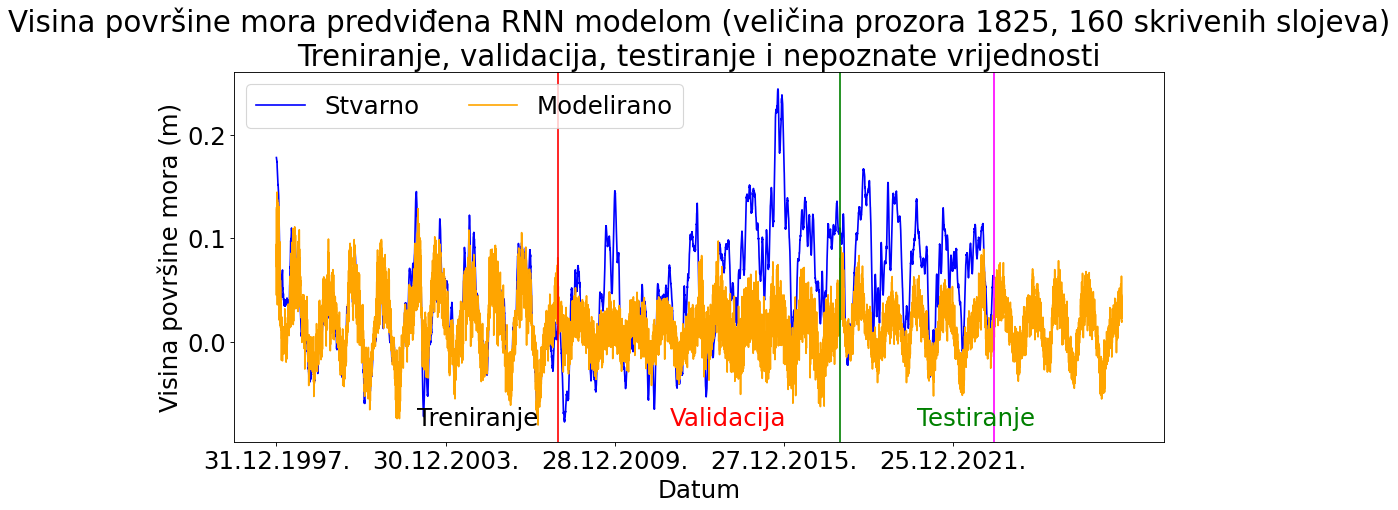 Visina površine mora predviđena RNN modelom (veličina prozora 1825, 160 skrivenih slojeva)
Treniranje, validacija, testiranje i nepoznate vrijednosti
Stvarno Modelirano
Visina površine mora (m)
0.2
0.1
0.0
Treniranje Validacija Testiranje
31.12.1997. 30.12.2003. 28.12.2009. 27.12.2015. 25.12.2021.
Datum